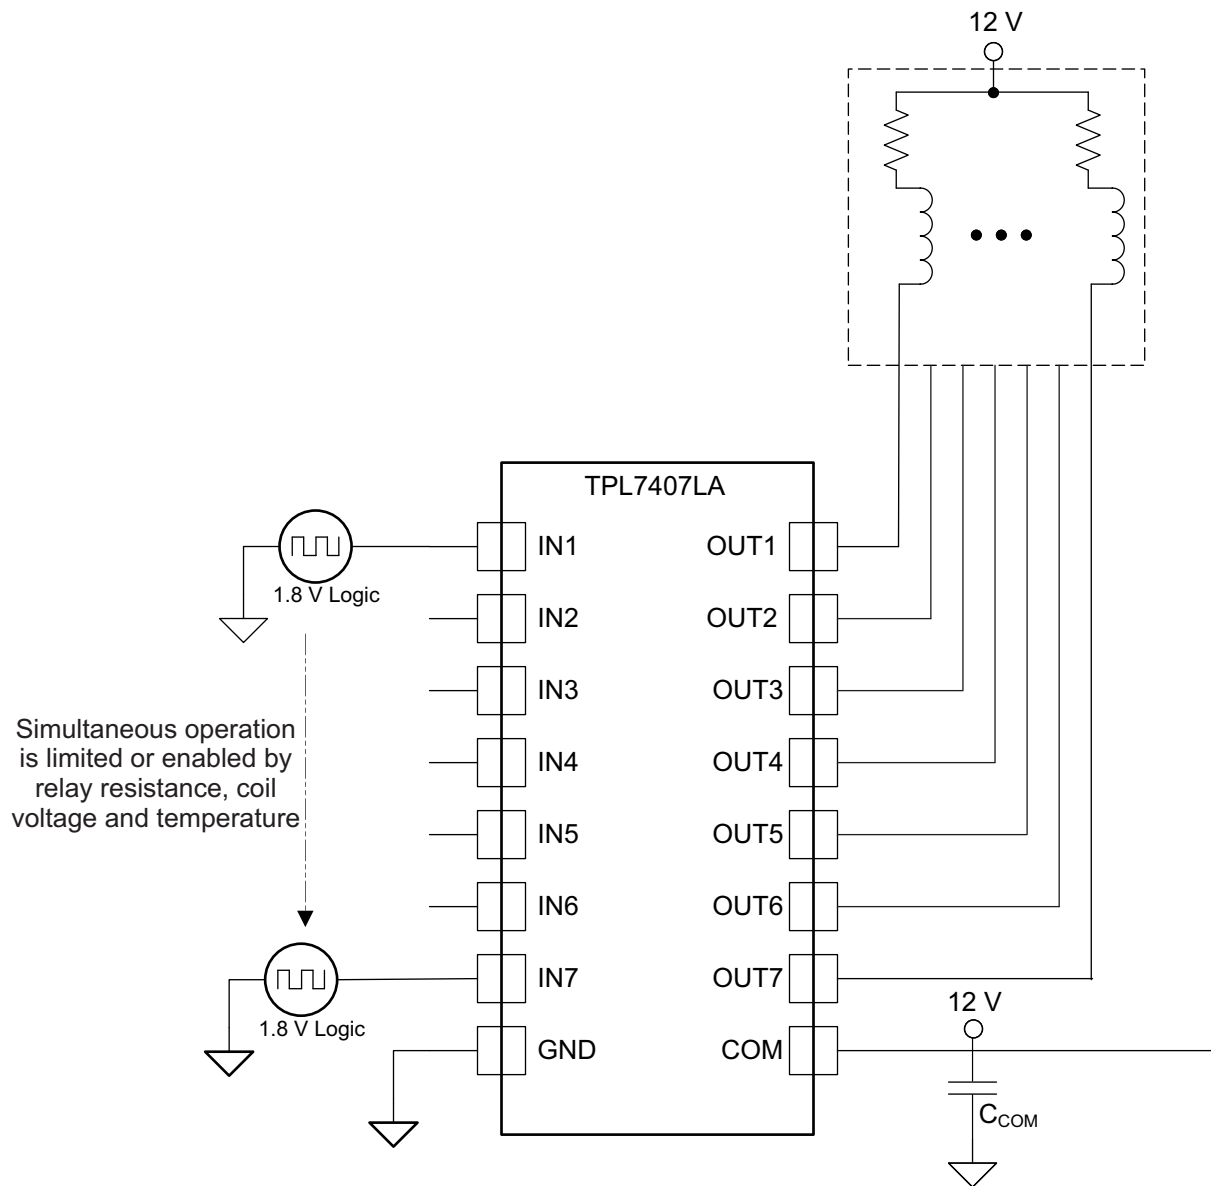 12 V
TPL7407LA
IN1
OUT1
1.8 V Logic
IN2
OUT2
IN3
OUT3
Simultaneous operation
is limited or enabled by
relay resistance, coil
voltage and temperature
IN4
OUT4
IN5
OUT5
IN6
OUT6
IN7
OUT7
1.8 V Logic
12 V
GND
COM
C_COM